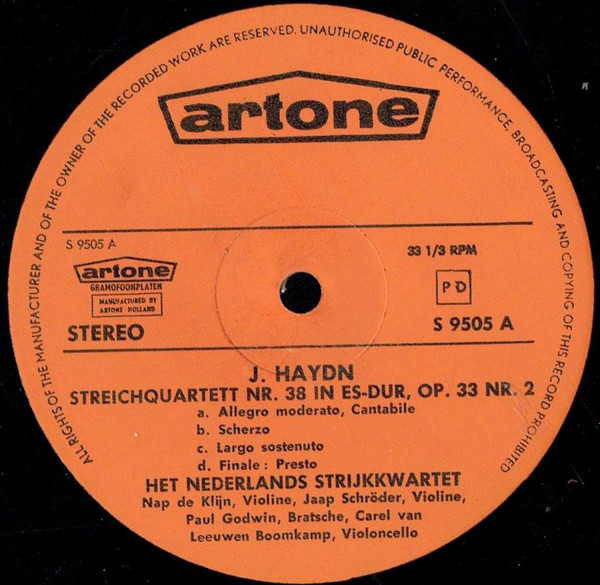 ALL RIGHTS OF THE MANUFACTURER AND OF THE OWNER OF THE RECORDED WORK ARE RESERVED. UNAUTHORISED PUBLIC PERFORMANCE, BROADCASTING AND COPYING OF THIS RECORD PROHIBITED
artone
S 9505 A
33 1/3 RPM
artone
GRAMOFOONPLATEN
MANUFACTURED BY
ARTONE HOLLAND
P D
STEREO
S 9505 A
J. HAYDN
STREICHQUARTETT NR. 38 IN ES-DUR, OP. 33 NR. 2
a. Allegro moderato, Cantabile
b. Scherzo
c. Largo sostenuto
d. Finale: Presto
HET NEDERLANDS STRIJKKWARTET
Nap de Klijn, Violine, Jaap Schröder, Violine,
Paul Godwin, Bratsche, Carel van
Leeuwen Boomkamp, Violoncello